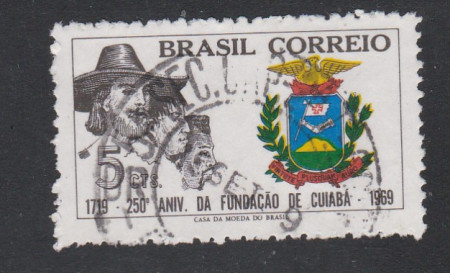 BRASIL CORREIO
5
CTS.
1719 250º ANIV. DA FUNDAÇÃO DE CUIABÁ - 1969
CASA DA MOEDA DO BRASIL